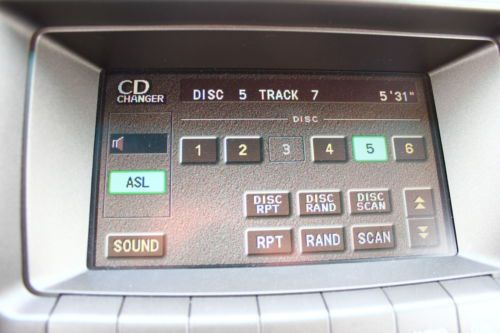 CD
CHANGER
DISC 5 TRACK 7 5'31"
DISC
1 2 3 4 5 6
ASL
DISC RPT
DISC RAND
DISC SCAN
SOUND
RPT RAND SCAN